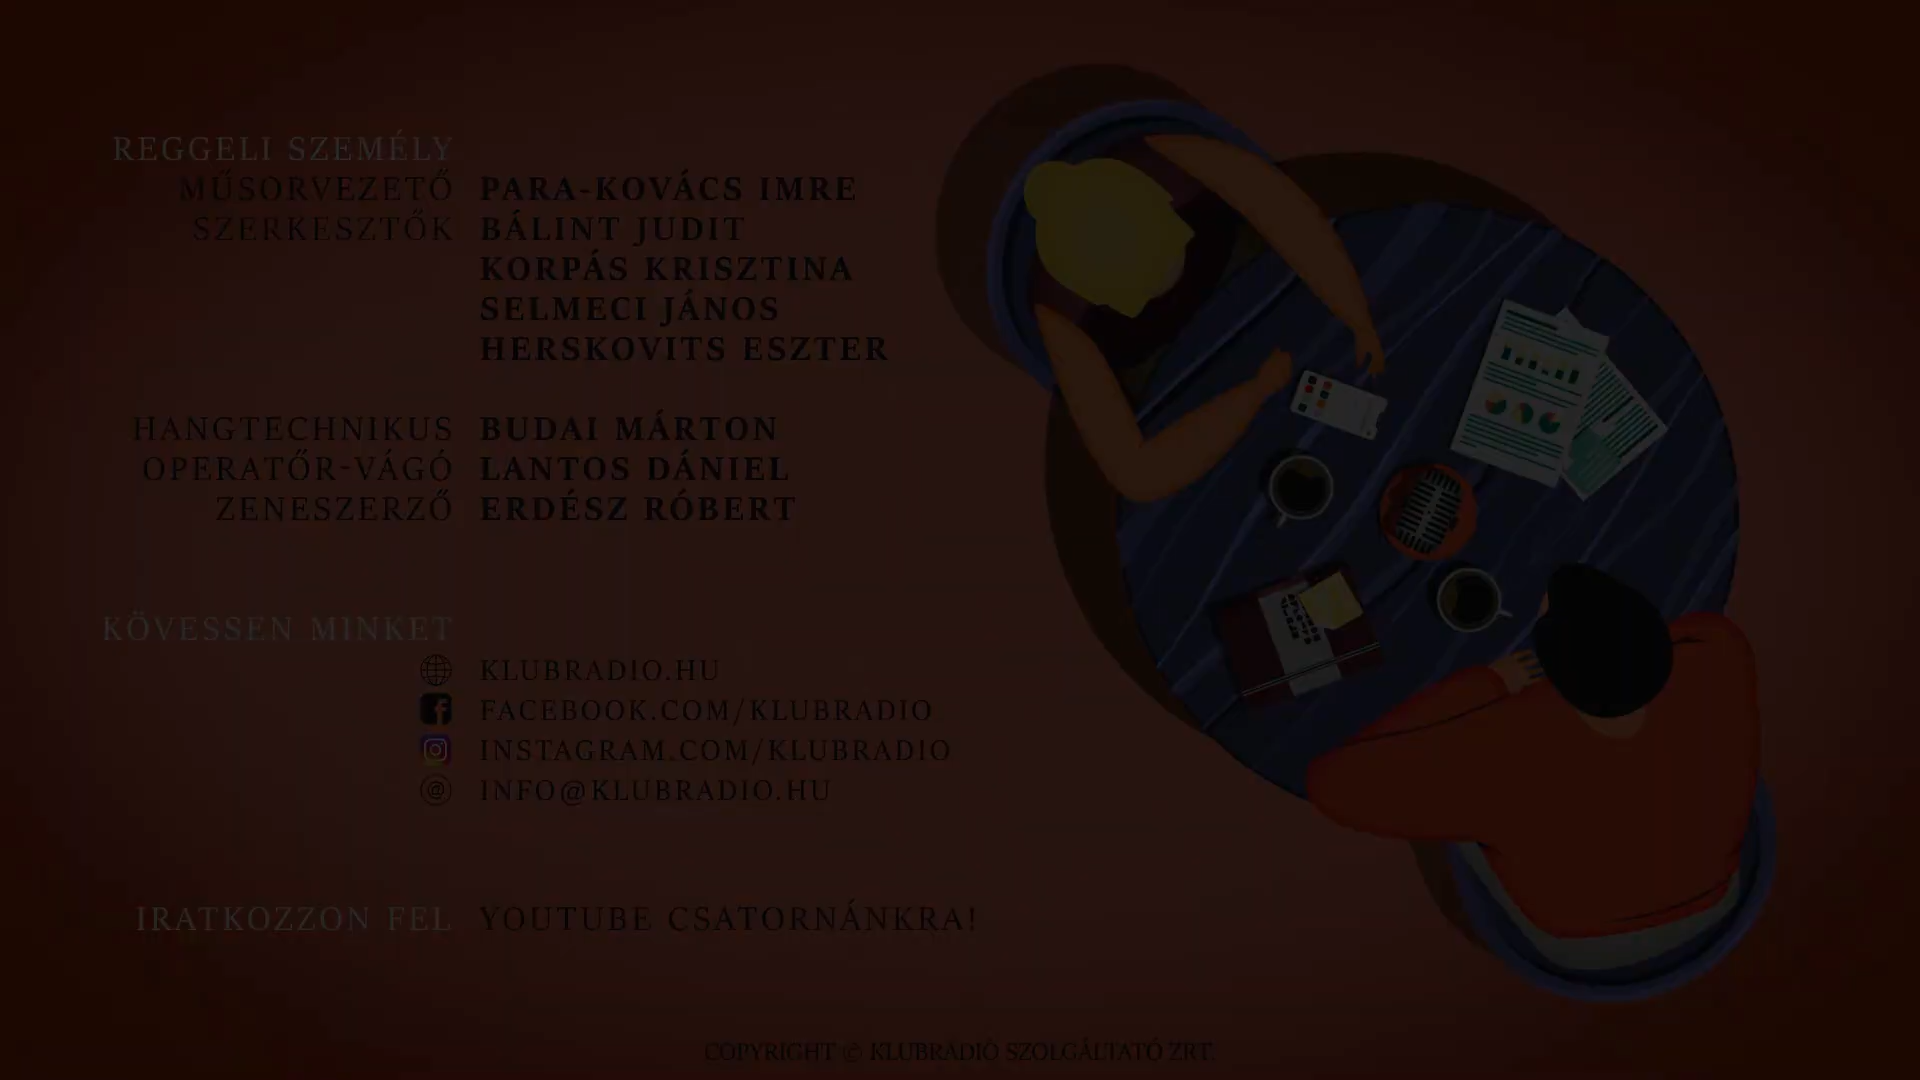 REGGELI SZEMÉLY
MŰSORVEZETŐ PARA-KOVÁCS IMRE
SZERKESZTŐK BÁLINT JUDIT
KORPÁS KRISZTINA
SELMECI JÁNOS
HERSKOVITS ESZTER
HANGTECHNIKUS BUDAI MÁRTON
OPERATŐR-VÁGÓ LANTOS DÁNIEL
ZENESZERZŐ ERDÉSZ RÓBERT
KÖVESSEN MINKET
KLUBRADIO.HU
FACEBOOK.COM/KLUBRADIO
INSTAGRAM.COM/KLUBRADIO
INFO@KLUBRADIO.HU
IRATKOZZON FEL YOUTUBE CSATORNÁNKRA!
COPYRIGHT © KLUBRÁDIÓ SZOLGÁLTATÓ ZRT.